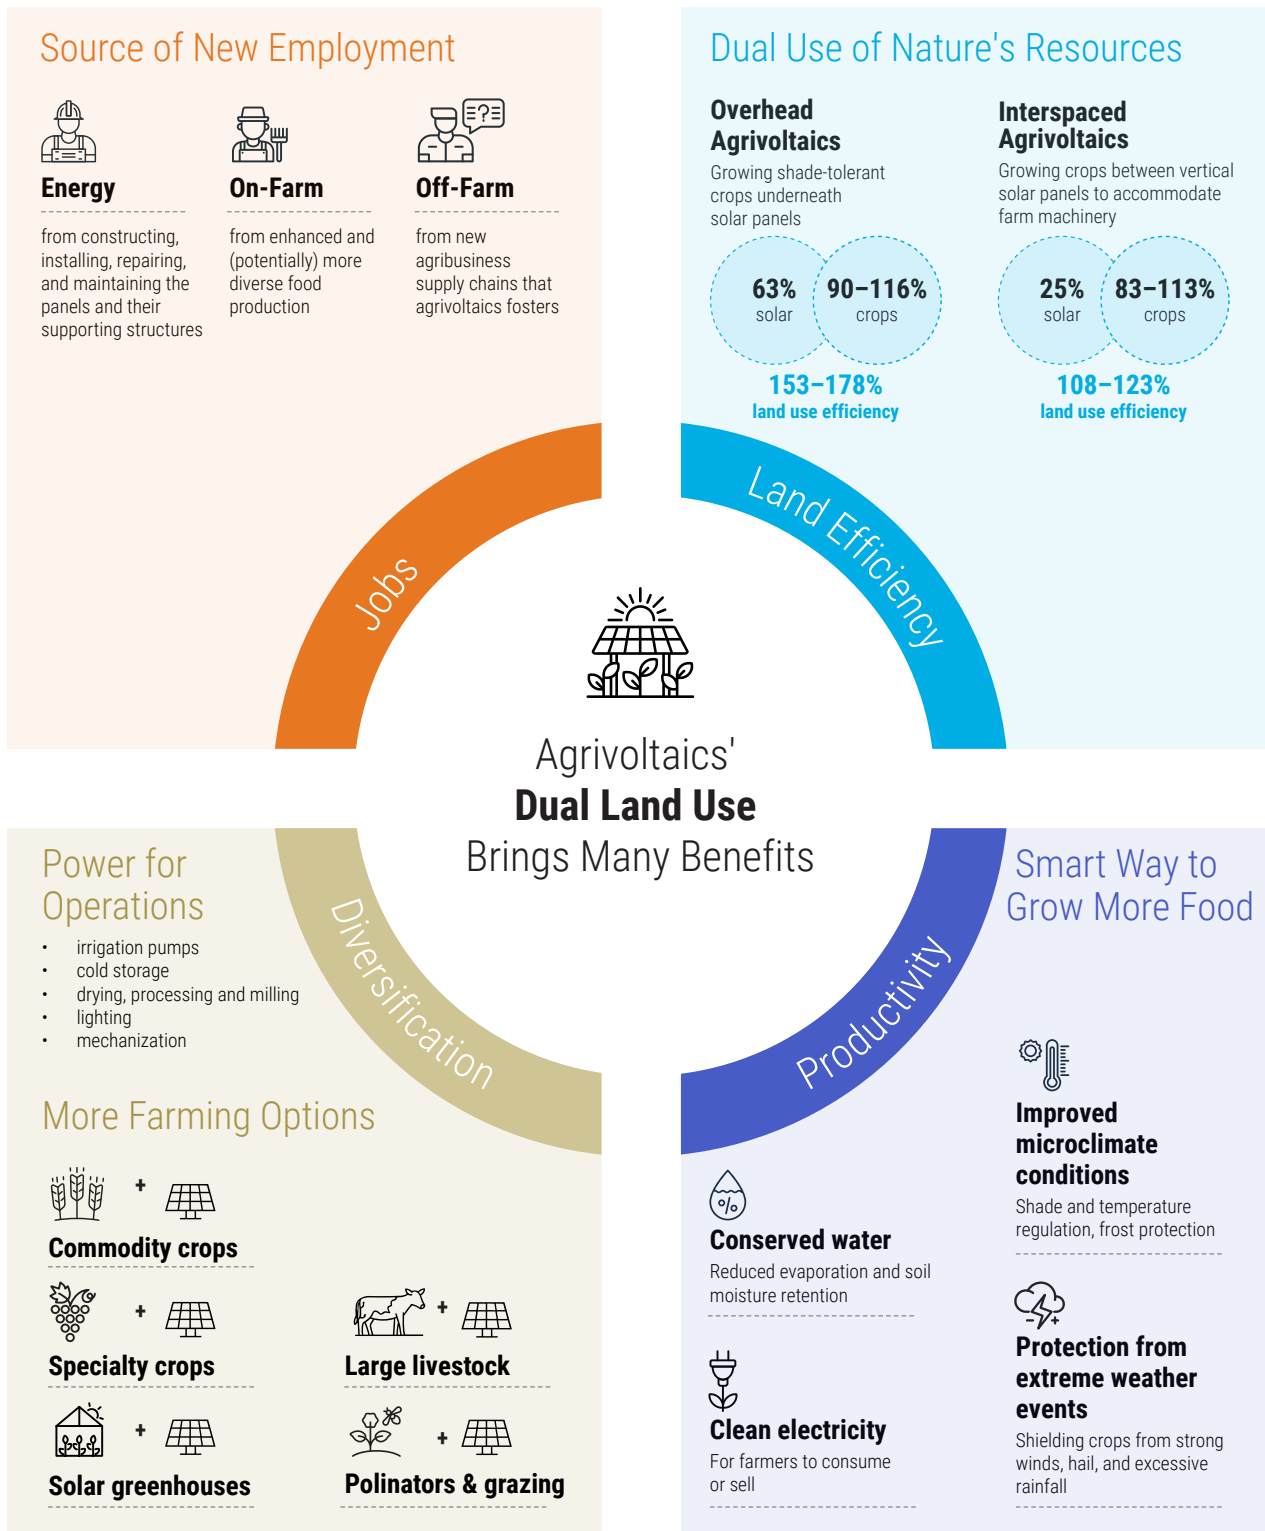 Source of New Employment
Energy
from constructing,
installing, repairing,
and maintaining the
panels and their
supporting structures
On-Farm
from enhanced and
(potentially) more
diverse food
production
Off-Farm
from new
agribusiness
supply chains that
agrivoltaics fosters
Jobs
Dual Use of Nature's Resources
Overhead
Agrivoltaics
Growing shade-tolerant
crops underneath
solar panels
63%
solar
90–116%
crops
153–178%
land use efficiency
Interspaced
Agrivoltaics
Growing crops between vertical
solar panels to accommodate
farm machinery
25%
solar
83–113%
crops
108–123%
land use efficiency
Land Efficiency
Agrivoltaics'
Dual Land Use
Brings Many Benefits
Power for
Operations
• irrigation pumps
• cold storage
• drying, processing and milling
• lighting
• mechanization
Diversification
More Farming Options
+
Commodity crops
+
Specialty crops
+
Solar greenhouses
+
Large livestock
+
Polinators & grazing
Smart Way to
Grow More Food
Productivity
%
Conserved water
Reduced evaporation and soil
moisture retention
Clean electricity
For farmers to consume
or sell
Improved
microclimate
conditions
Shade and temperature
regulation, frost protection
Protection from
extreme weather
events
Shielding crops from strong
winds, hail, and excessive
rainfall